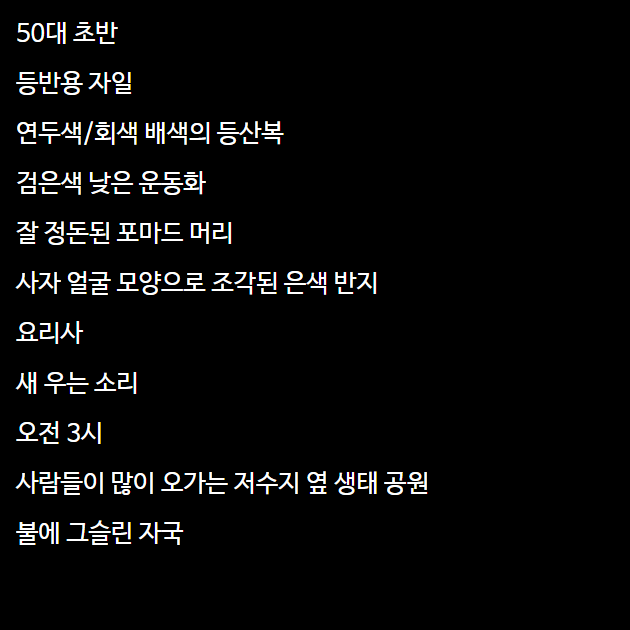 50대 초반
등반용 자일
연두색/회색 배색의 등산복
검은색 낮은 운동화
잘 정돈된 포마드 머리
사자 얼굴 모양으로 조각된 은색 반지
요리사
새 우는 소리
오전 3시
사람들이 많이 오가는 저수지 옆 생태 공원
불에 그슬린 자국